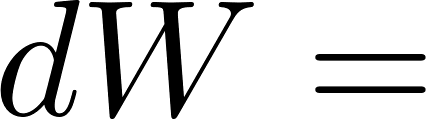 dW =